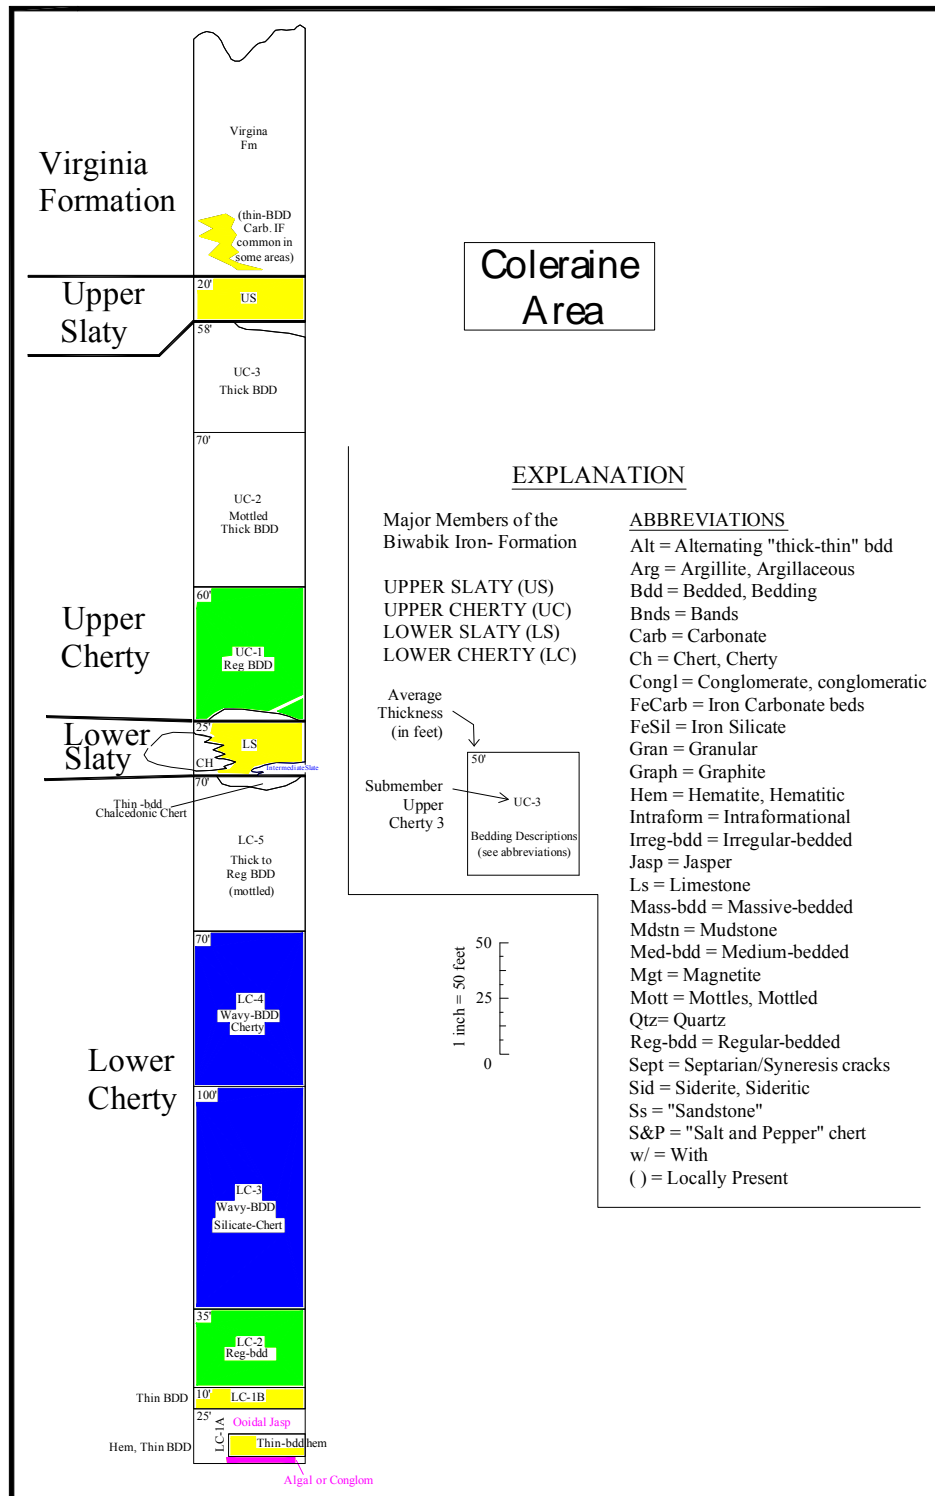 Virgina
Fm
Virginia
Formation
(thin-BDD
Carb. IF
common in
some areas)
Coleraine
Area
Upper
Slaty
20'
US
58'
UC-3
Thick BDD
70'
UC-2
Mottled
Thick BDD
Upper
Cherty
60'
UC-1
Reg BDD
Lower
Slaty
25'
LS
CH
Intermediate Slate
70'
Thin -bdd
Chalcedonic Chert
LC-5
Thick to
Reg BDD
(mottled)
Lower
Cherty
70'
LC-4
Wavy-BDD
Cherty
100'
LC-3
Wavy-BDD
Silicate-Chert
35'
LC-2
Reg-bdd
Thin BDD
10'
LC-1B
25'
LC-1A
Ooidal Jasp
Hem, Thin BDD
Thin-bdd hem
Algal or Conglom
EXPLANATION
Major Members of the
Biwabik Iron- Formation
UPPER SLATY (US)
UPPER CHERTY (UC)
LOWER SLATY (LS)
LOWER CHERTY (LC)
Average
Thickness
(in feet)
50'
Submember
Upper
Cherty 3
UC-3
Bedding Descriptions
(see abbreviations)
1 inch = 50 feet
50
25
0
ABBREVIATIONS
Alt = Alternating "thick-thin" bdd
Arg = Argillite, Argillaceous
Bdd = Bedded, Bedding
Bnds = Bands
Carb = Carbonate
Ch = Chert, Cherty
Congl = Conglomerate, conglomeratic
FeCarb = Iron Carbonate beds
FeSil = Iron Silicate
Gran = Granular
Graph = Graphite
Hem = Hematite, Hematitic
Intraform = Intraformational
Irreg-bdd = Irregular-bedded
Jasp = Jasper
Ls = Limestone
Mass-bdd = Massive-bedded
Mdstn = Mudstone
Med-bdd = Medium-bedded
Mgt = Magnetite
Mott = Mottles, Mottled
Qtz= Quartz
Reg-bdd = Regular-bedded
Sept = Septarian/Syneresis cracks
Sid = Siderite, Sideritic
Ss = "Sandstone"
S&P = "Salt and Pepper" chert
w/ = With
( ) = Locally Present